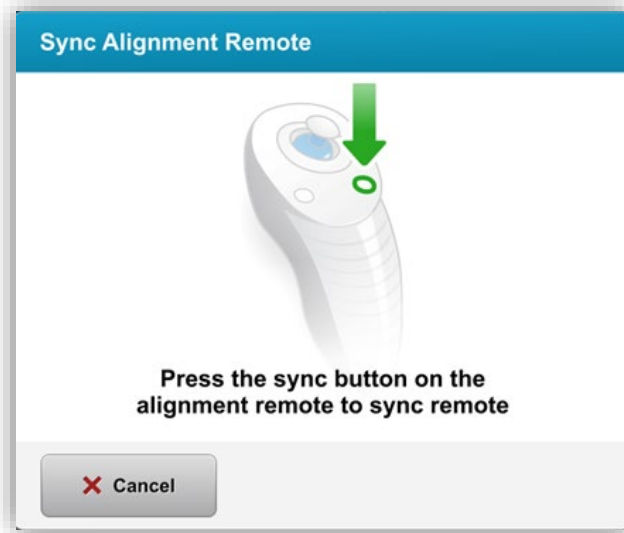 Sync Alignment Remote
Press the sync button on the
alignment remote to sync remote
Cancel